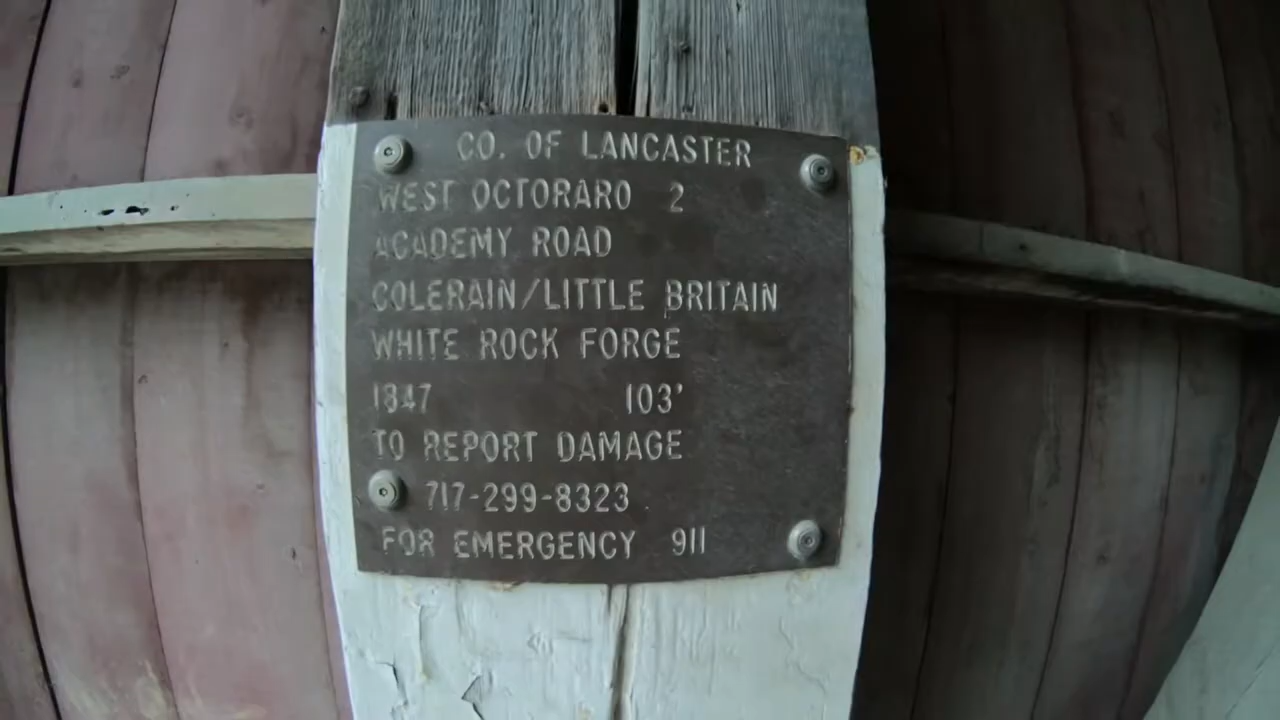 CO. OF LANCASTER
WEST OCTORARO 2
ACADEMY ROAD
COLERAIN/LITTLE BRITAIN
WHITE ROCK FORGE
1847 103'
TO REPORT DAMAGE
717-299-8323
FOR EMERGENCY 911